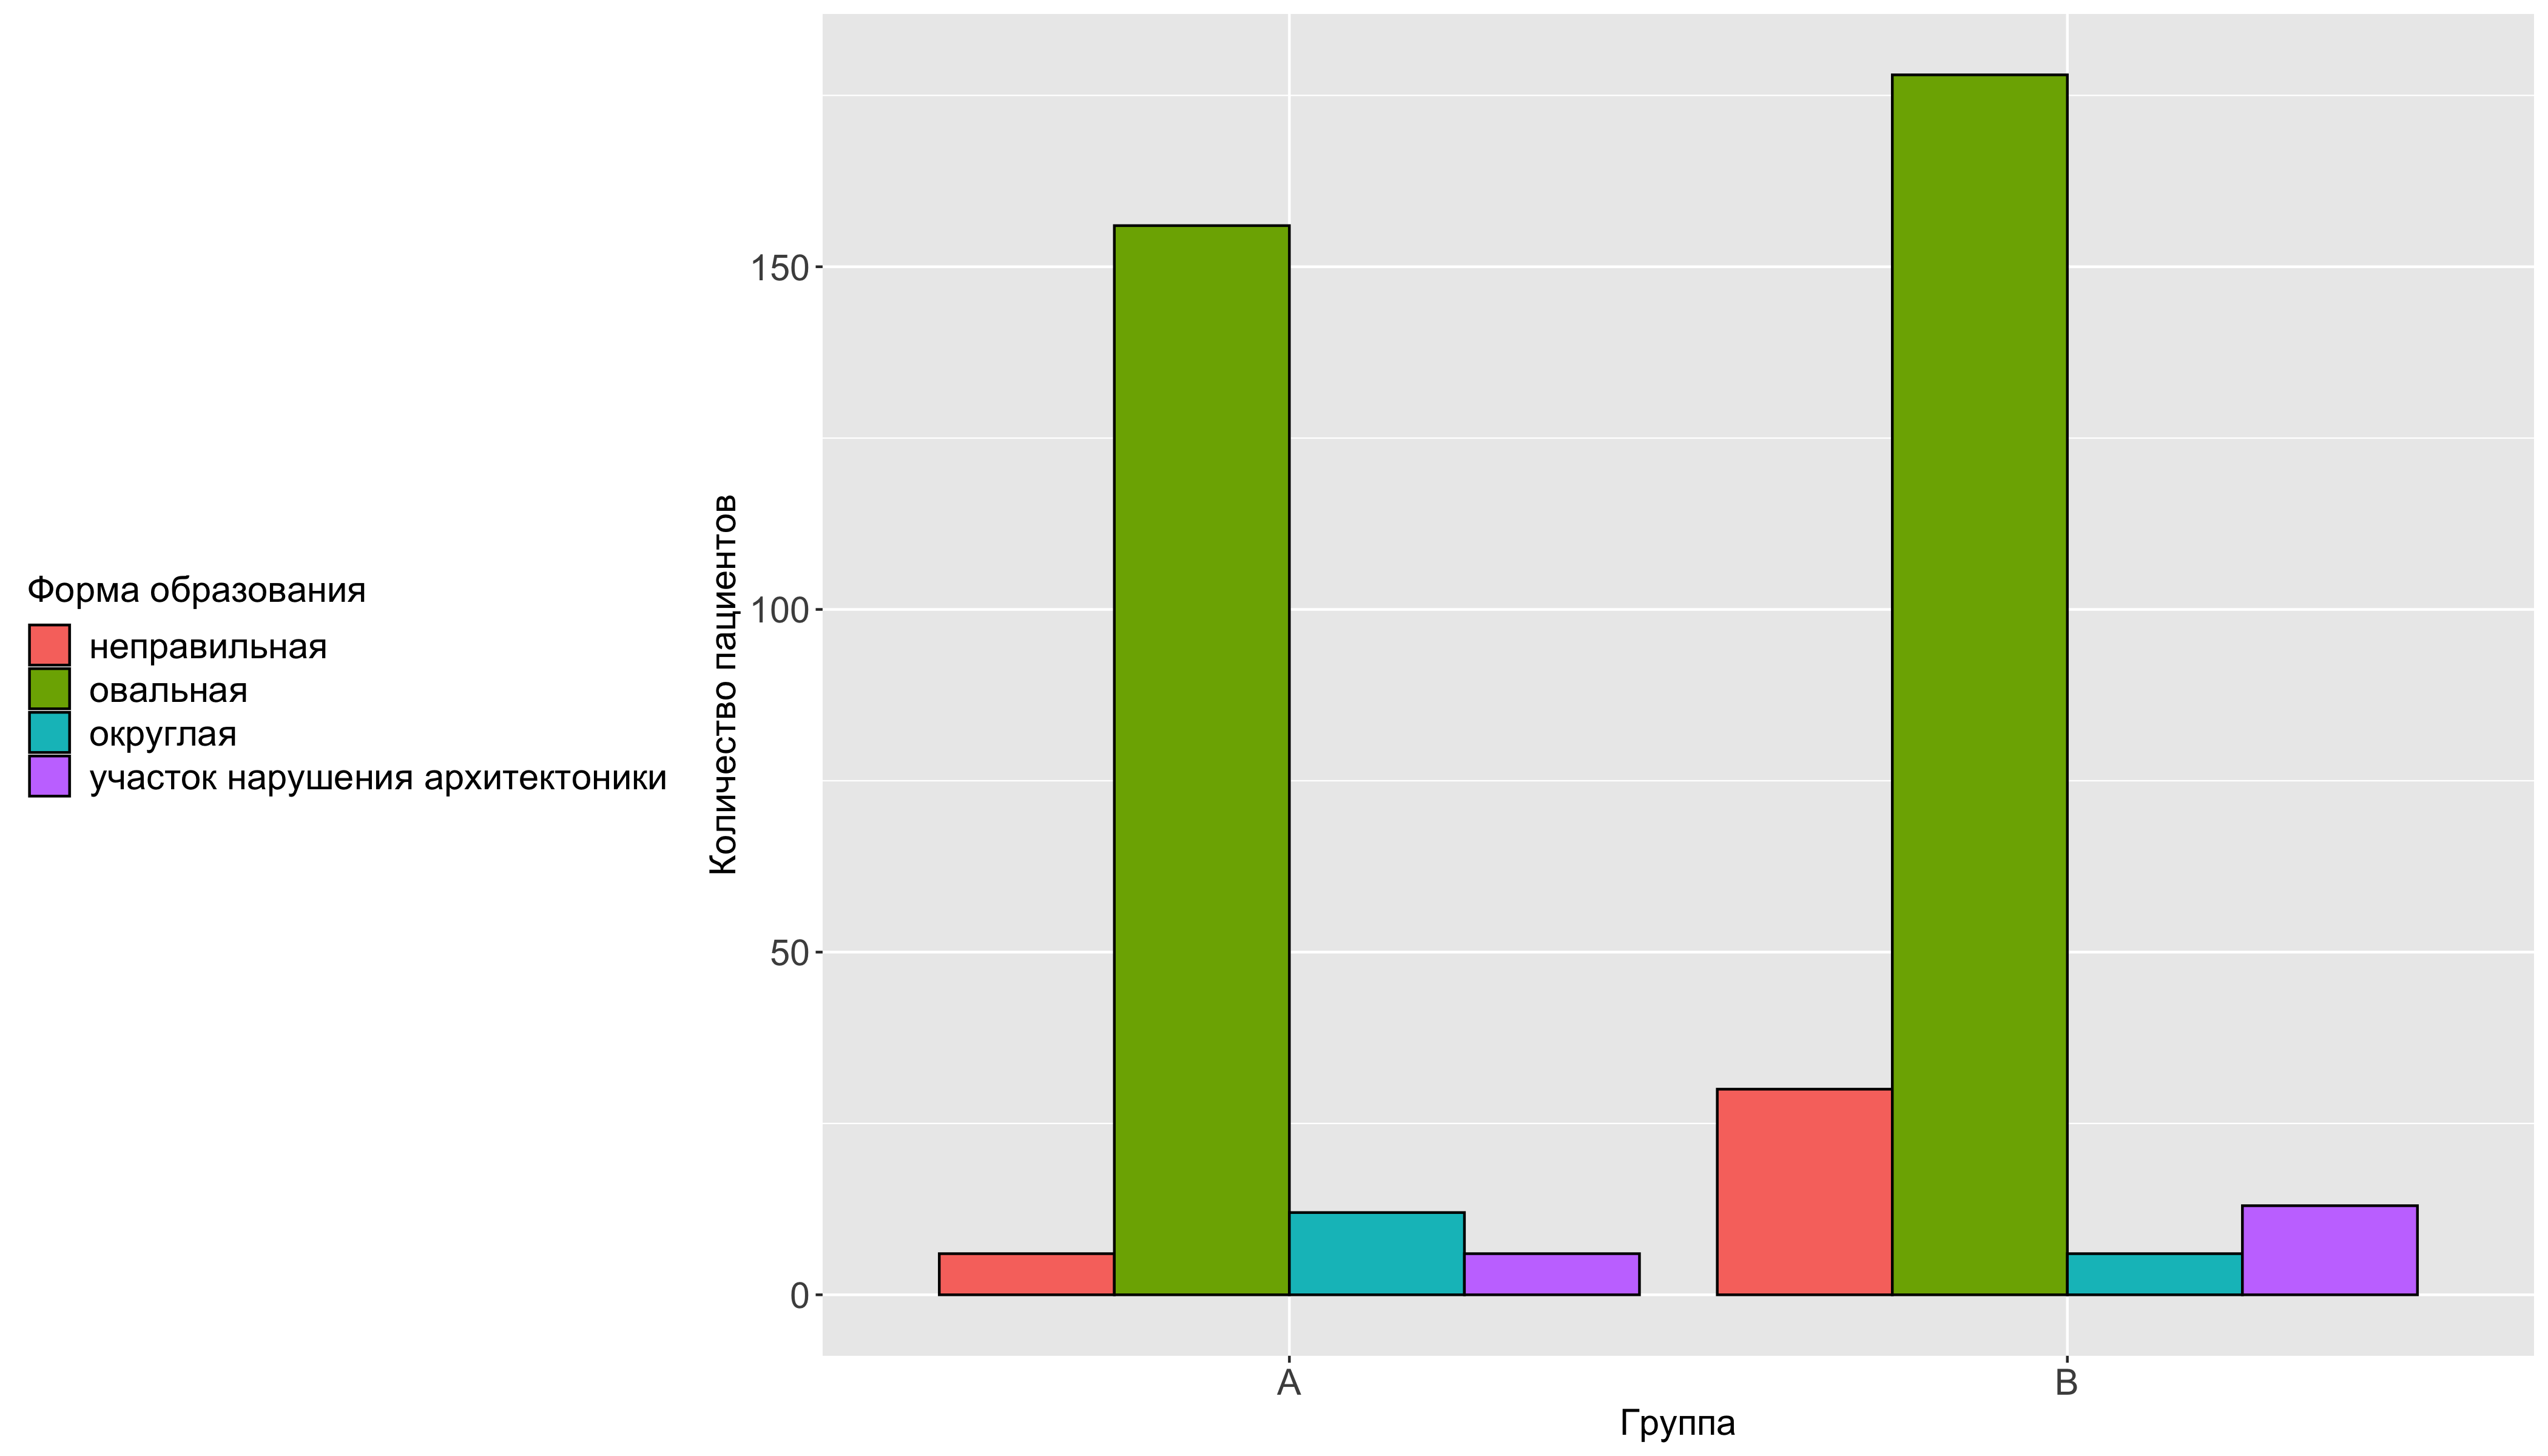 Форма образования
неправильная
овальная
округлая
участок нарушения архитектоники
Количество пациентов
150
100
50
0
A
B
Группа